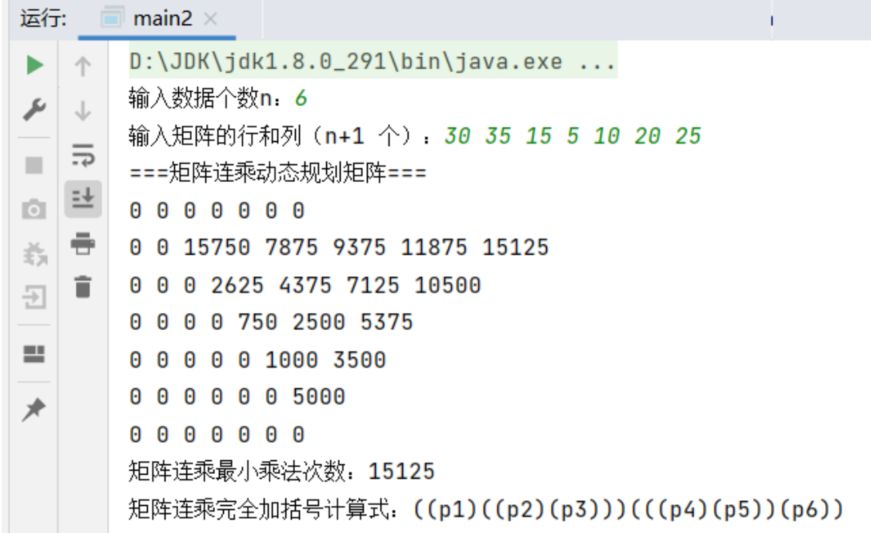 运行: main2
D:\JDK\jdk1.8.0_291\bin\java.exe ...
输入数据个数n: 6
输入矩阵的行和列（n+1 个）：30 35 15 5 10 20 25
===矩阵连乘动态规划矩阵===
0 0 0 0 0 0 0
0 0 15750 7875 9375 11875 15125
0 0 0 2625 4375 7125 10500
0 0 0 0 750 2500 5375
0 0 0 0 0 1000 3500
0 0 0 0 0 0 5000
0 0 0 0 0 0 0
矩阵连乘最小乘法次数：15125
矩阵连乘完全加括号计算式：((p1)((p2)(p3)))(((p4)(p5))(p6))